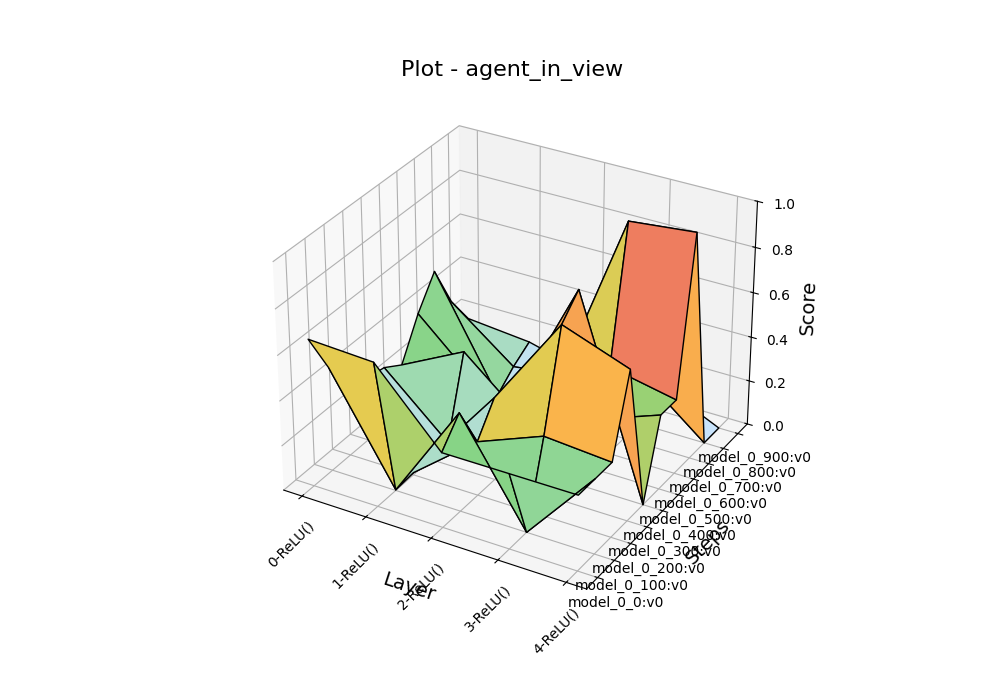 Plot - agent_in_view
1.0
0.8
Score
0.6
0.4
0.2
0.0
model_0_900:v0
model_0_800:v0
model_0_700:v0
model_0_600:v0
model_0_500:v0
model_0_400:v0
model_0_300:v0
model_0_200:v0
model_0_100:v0
model_0_0:v0
Steps
0-ReLU()
1-ReLU()
2-ReLU()
3-ReLU()
4-ReLU()
Layer